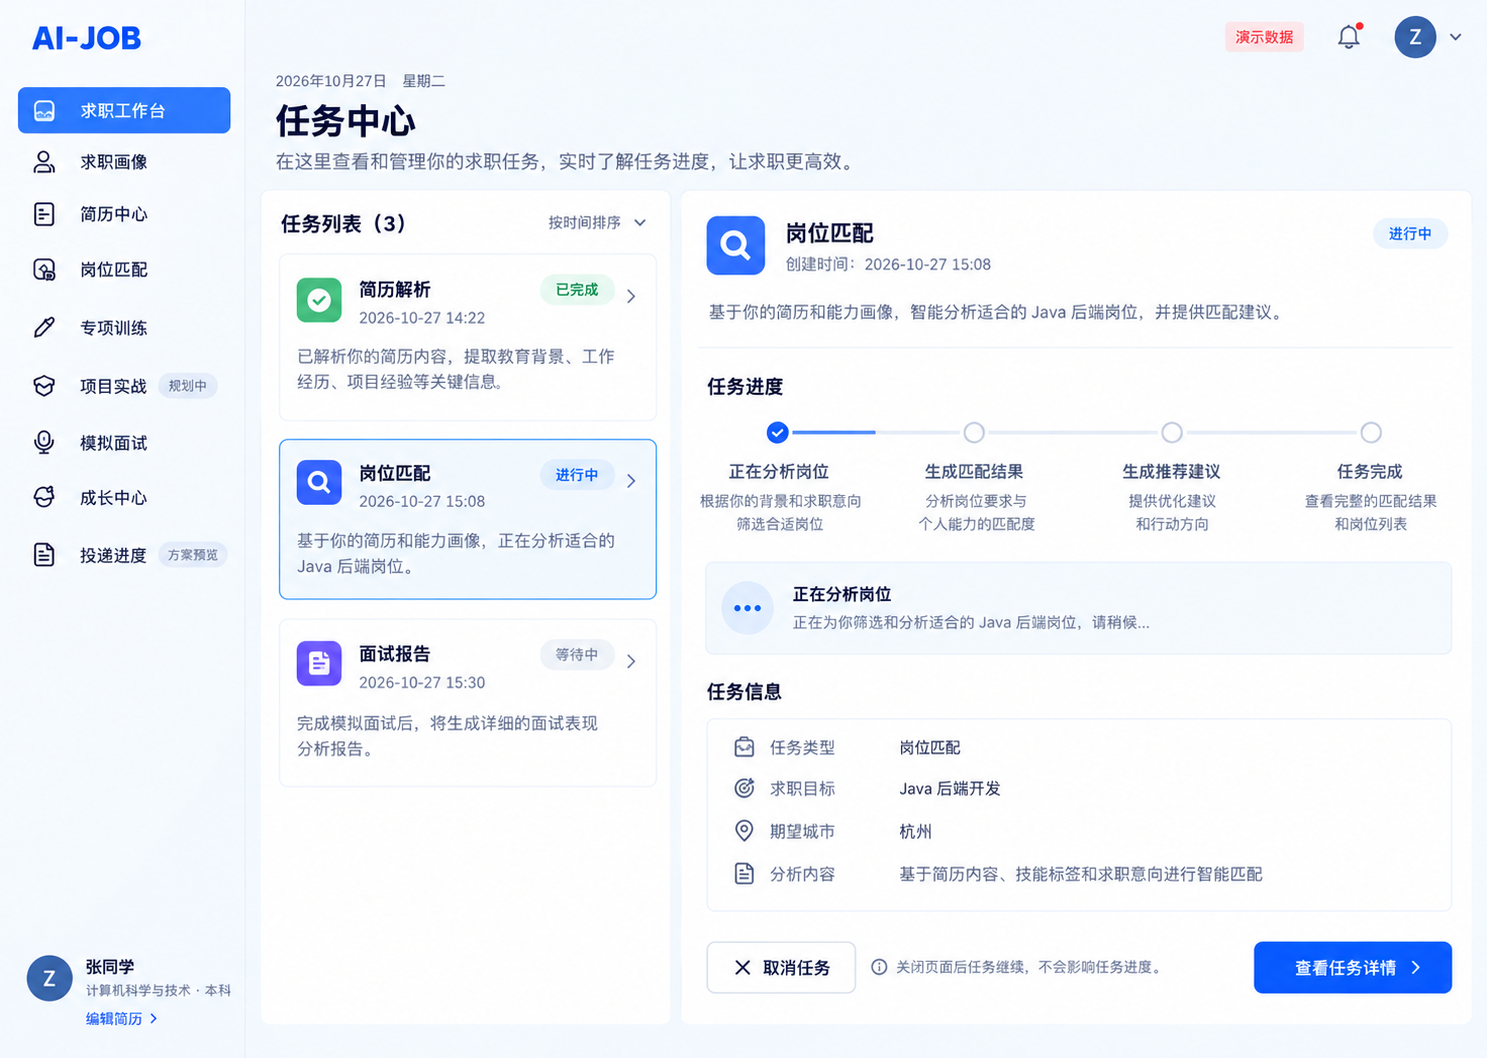 AI-JOB
求职工作台
求职画像
简历中心
岗位匹配
专项训练
项目实战 规划中
模拟面试
成长中心
投递进度 方案预览
Z
张同学
计算机科学与技术 · 本科
编辑简历
演示数据
Z
2026年10月27日 星期二
任务中心
在这里查看和管理你的求职任务，实时了解任务进度，让求职更高效。
任务列表（3）
按时间排序
简历解析
已完成
2026-10-27 14:22
已解析你的简历内容，提取教育背景、工作
经历、项目经验等关键信息。
岗位匹配
进行中
2026-10-27 15:08
基于你的简历和能力画像，正在分析适合的
Java 后端岗位。
面试报告
等待中
2026-10-27 15:30
完成模拟面试后，将生成详细的面试表现
分析报告。
岗位匹配
进行中
创建时间：2026-10-27 15:08
基于你的简历和能力画像，智能分析适合的 Java 后端岗位，并提供匹配建议。
任务进度
正在分析岗位
根据你的背景和求职意向
筛选合适岗位
生成匹配结果
分析岗位要求与
个人能力的匹配度
生成推荐建议
提供优化建议
和行动方向
任务完成
查看完整的匹配结果
和岗位列表
正在分析岗位
正在为你筛选和分析适合的 Java 后端岗位，请稍候...
任务信息
任务类型 岗位匹配
求职目标 Java 后端开发
期望城市 杭州
分析内容 基于简历内容、技能标签和求职意向进行智能匹配
取消任务
关闭页面后任务继续，不会影响任务进度。
查看任务详情